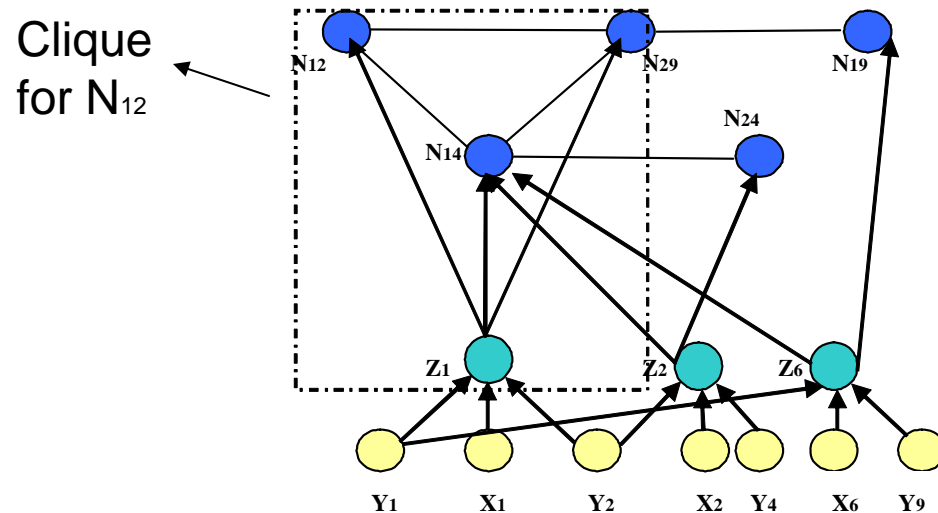 Clique
for N12
N12
N29
N19
N14
N24
Z1
Z2
Z6
Y1
X1
Y2
X2
Y4
X6
Y9